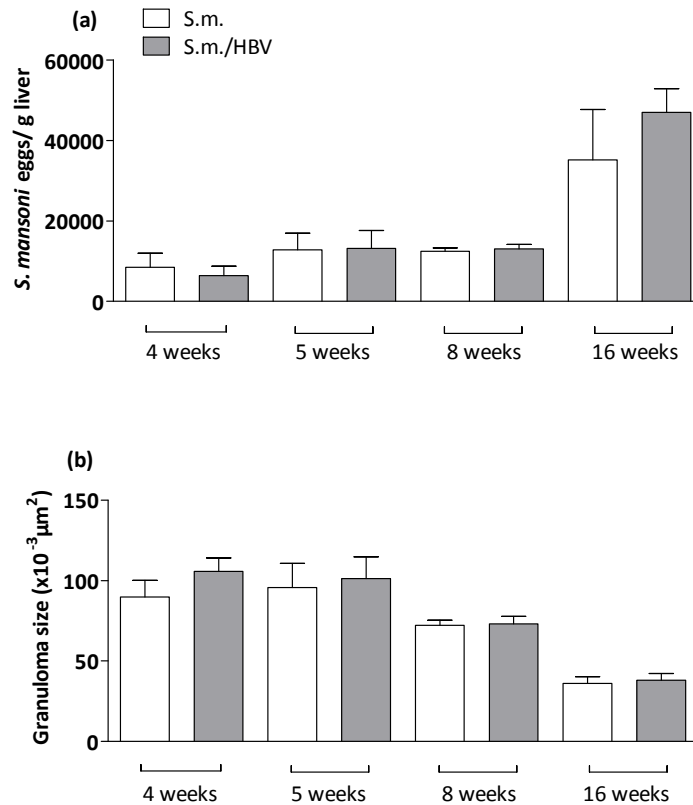 (a)
S.m.
S.m./HBV
S. mansoni eggs/ g liver
60000
40000
20000
0
4 weeks
5 weeks
8 weeks
16 weeks
(b)
Granuloma size (x10⁻³µm²)
150
100
50
0
4 weeks
5 weeks
8 weeks
16 weeks